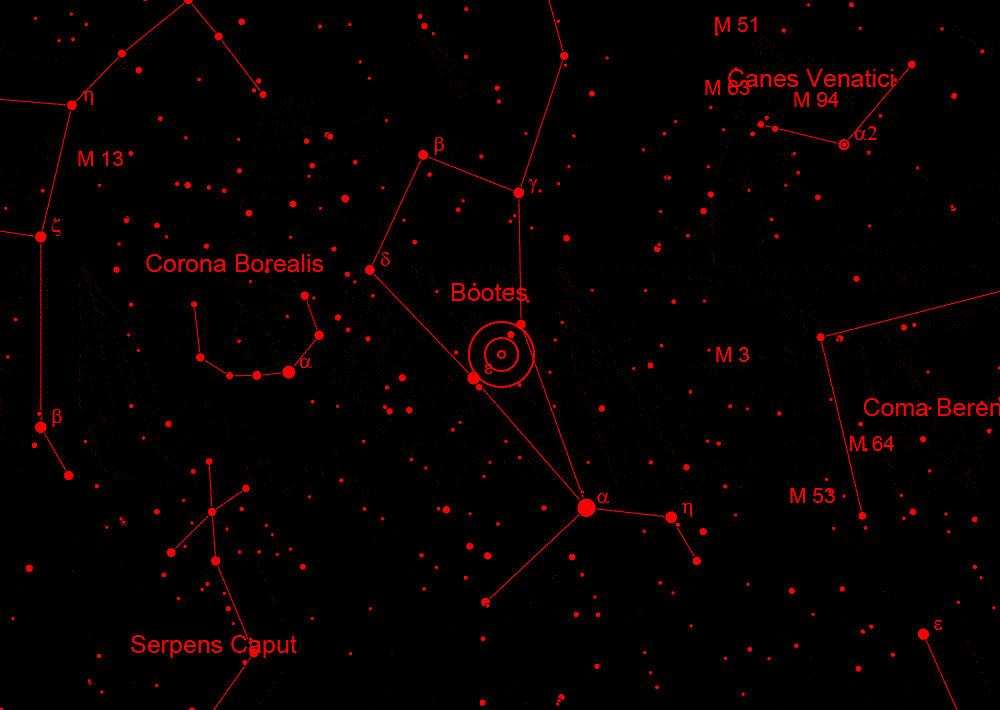 M 51
Canes Venatici
M 63
M 94
η
α2
β
M 13
γ
ζ
δ
Corona Borealis
Bootes
M 3
α
ε
Coma Beren
β
M 64
M 53
α
η
ε
Serpens Caput